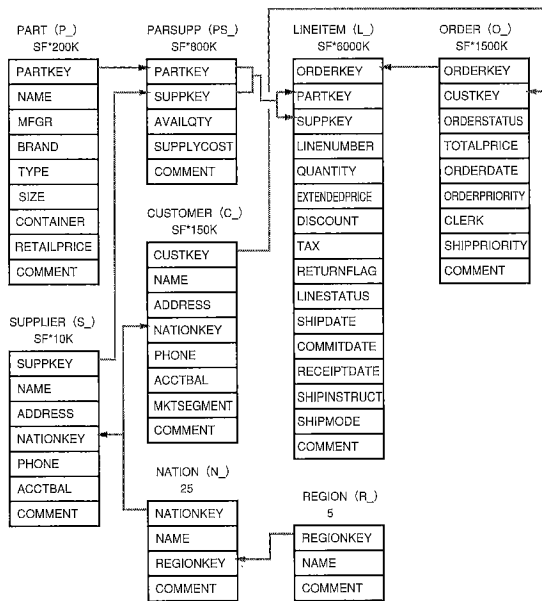 PART (P_)
SF*200K
PARTKEY
NAME
MFGR
BRAND
TYPE
SIZE
CONTAINER
RETAILPRICE
COMMENT
SUPPLIER (S_)
SF*10K
SUPPKEY
NAME
ADDRESS
NATIONKEY
PHONE
ACCTBAL
COMMENT
PARSUPP (PS_)
SF*800K
PARTKEY
SUPPKEY
AVAILQTY
SUPPLYCOST
COMMENT
CUSTOMER (C_)
SF*150K
CUSTKEY
NAME
ADDRESS
NATIONKEY
PHONE
ACCTBAL
MKTSEGMENT
COMMENT
NATION (N_)
25
NATIONKEY
NAME
REGIONKEY
COMMENT
LINEITEM (L_)
SF*6000K
ORDERKEY
PARTKEY
SUPPKEY
LINENUMBER
QUANTITY
EXTENDEDPRICE
DISCOUNT
TAX
RETURNFLAG
LINESTATUS
SHIPDATE
COMMITDATE
RECEIPTDATE
SHIPINSTRUCT
SHIPMODE
COMMENT
REGION (R_)
5
REGIONKEY
NAME
COMMENT
ORDER (O_)
SF*1500K
ORDERKEY
CUSTKEY
ORDERSTATUS
TOTALPRICE
ORDERDATE
ORDERPRIORITY
CLERK
SHIPPRIORITY
COMMENT